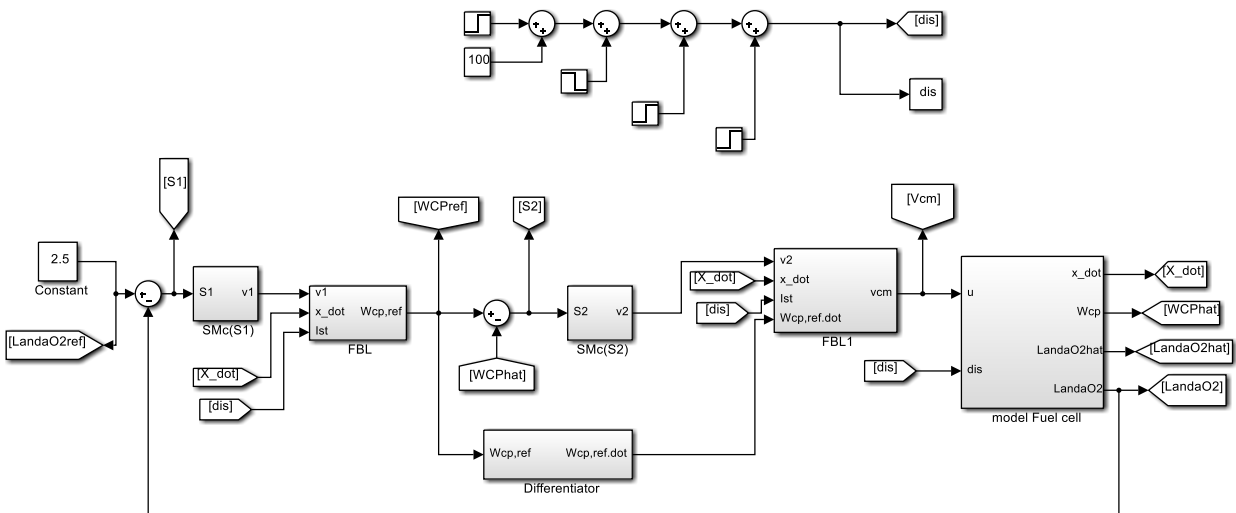 [dis]
100
dis
[S1]
[WCPref]
[S2]
[Vcm]
2.5
Constant
[LandaO2ref]
S1
v1
SMc(S1)
v1
x_dot
Ist
Wcp,ref
FBL
[X_dot]
[dis]
[WCPhat]
S2
v2
SMc(S2)
[X_dot]
[dis]
v2
x_dot
Ist
Wcp,ref.dot
vcm
FBL1
[dis]
u
dis
x_dot
Wcp
LandaO2hat
LandaO2
model Fuel cell
[X_dot]
[WCPhat]
[LandaO2hat]
[LandaO2]
Wcp,ref
Wcp,ref.dot
Differentiator